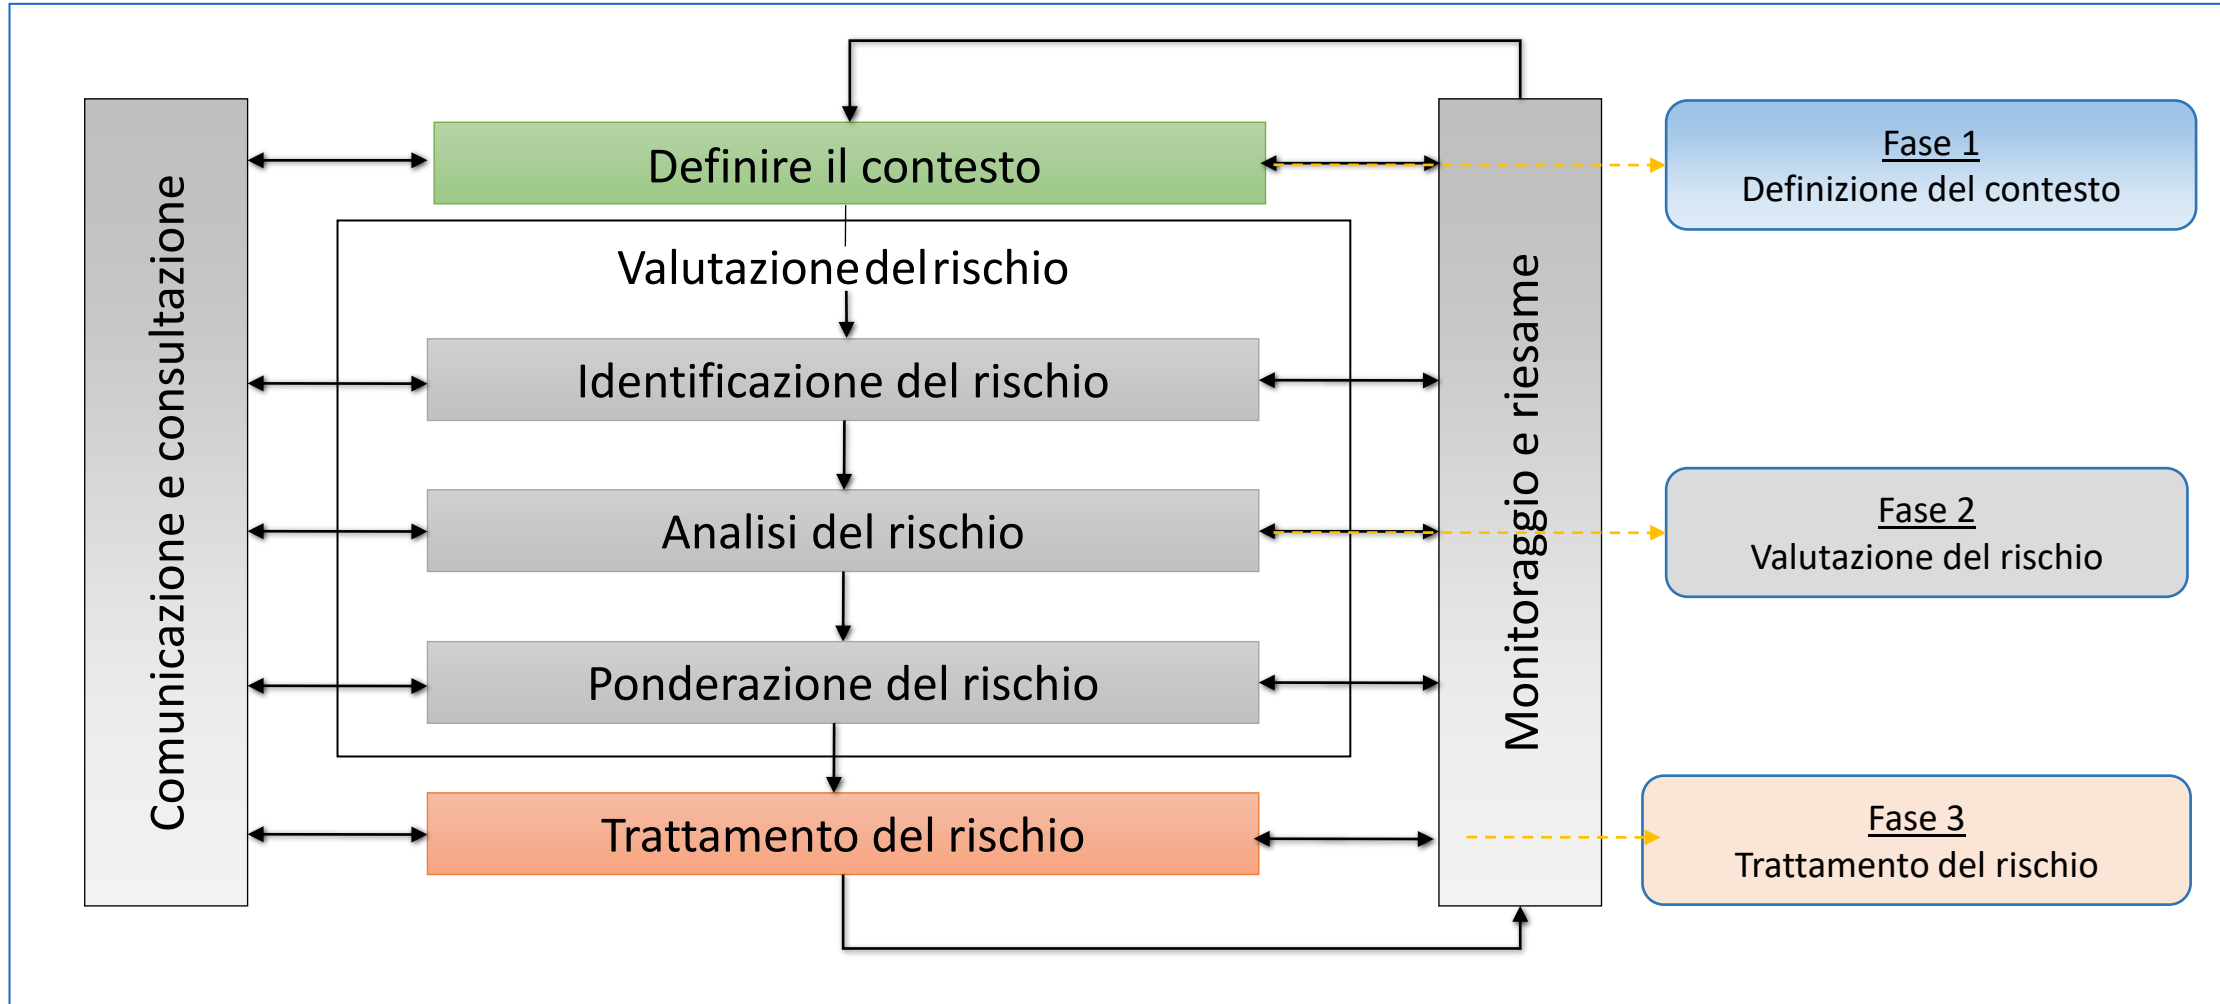 Comunicazione e consultazione
Definire il contesto
Valutazione del rischio
Identificazione del rischio
Analisi del rischio
Ponderazione del rischio
Trattamento del rischio
Monitoraggio e riesame
Fase 1
Definizione del contesto
Fase 2
Valutazione del rischio
Fase 3
Trattamento del rischio